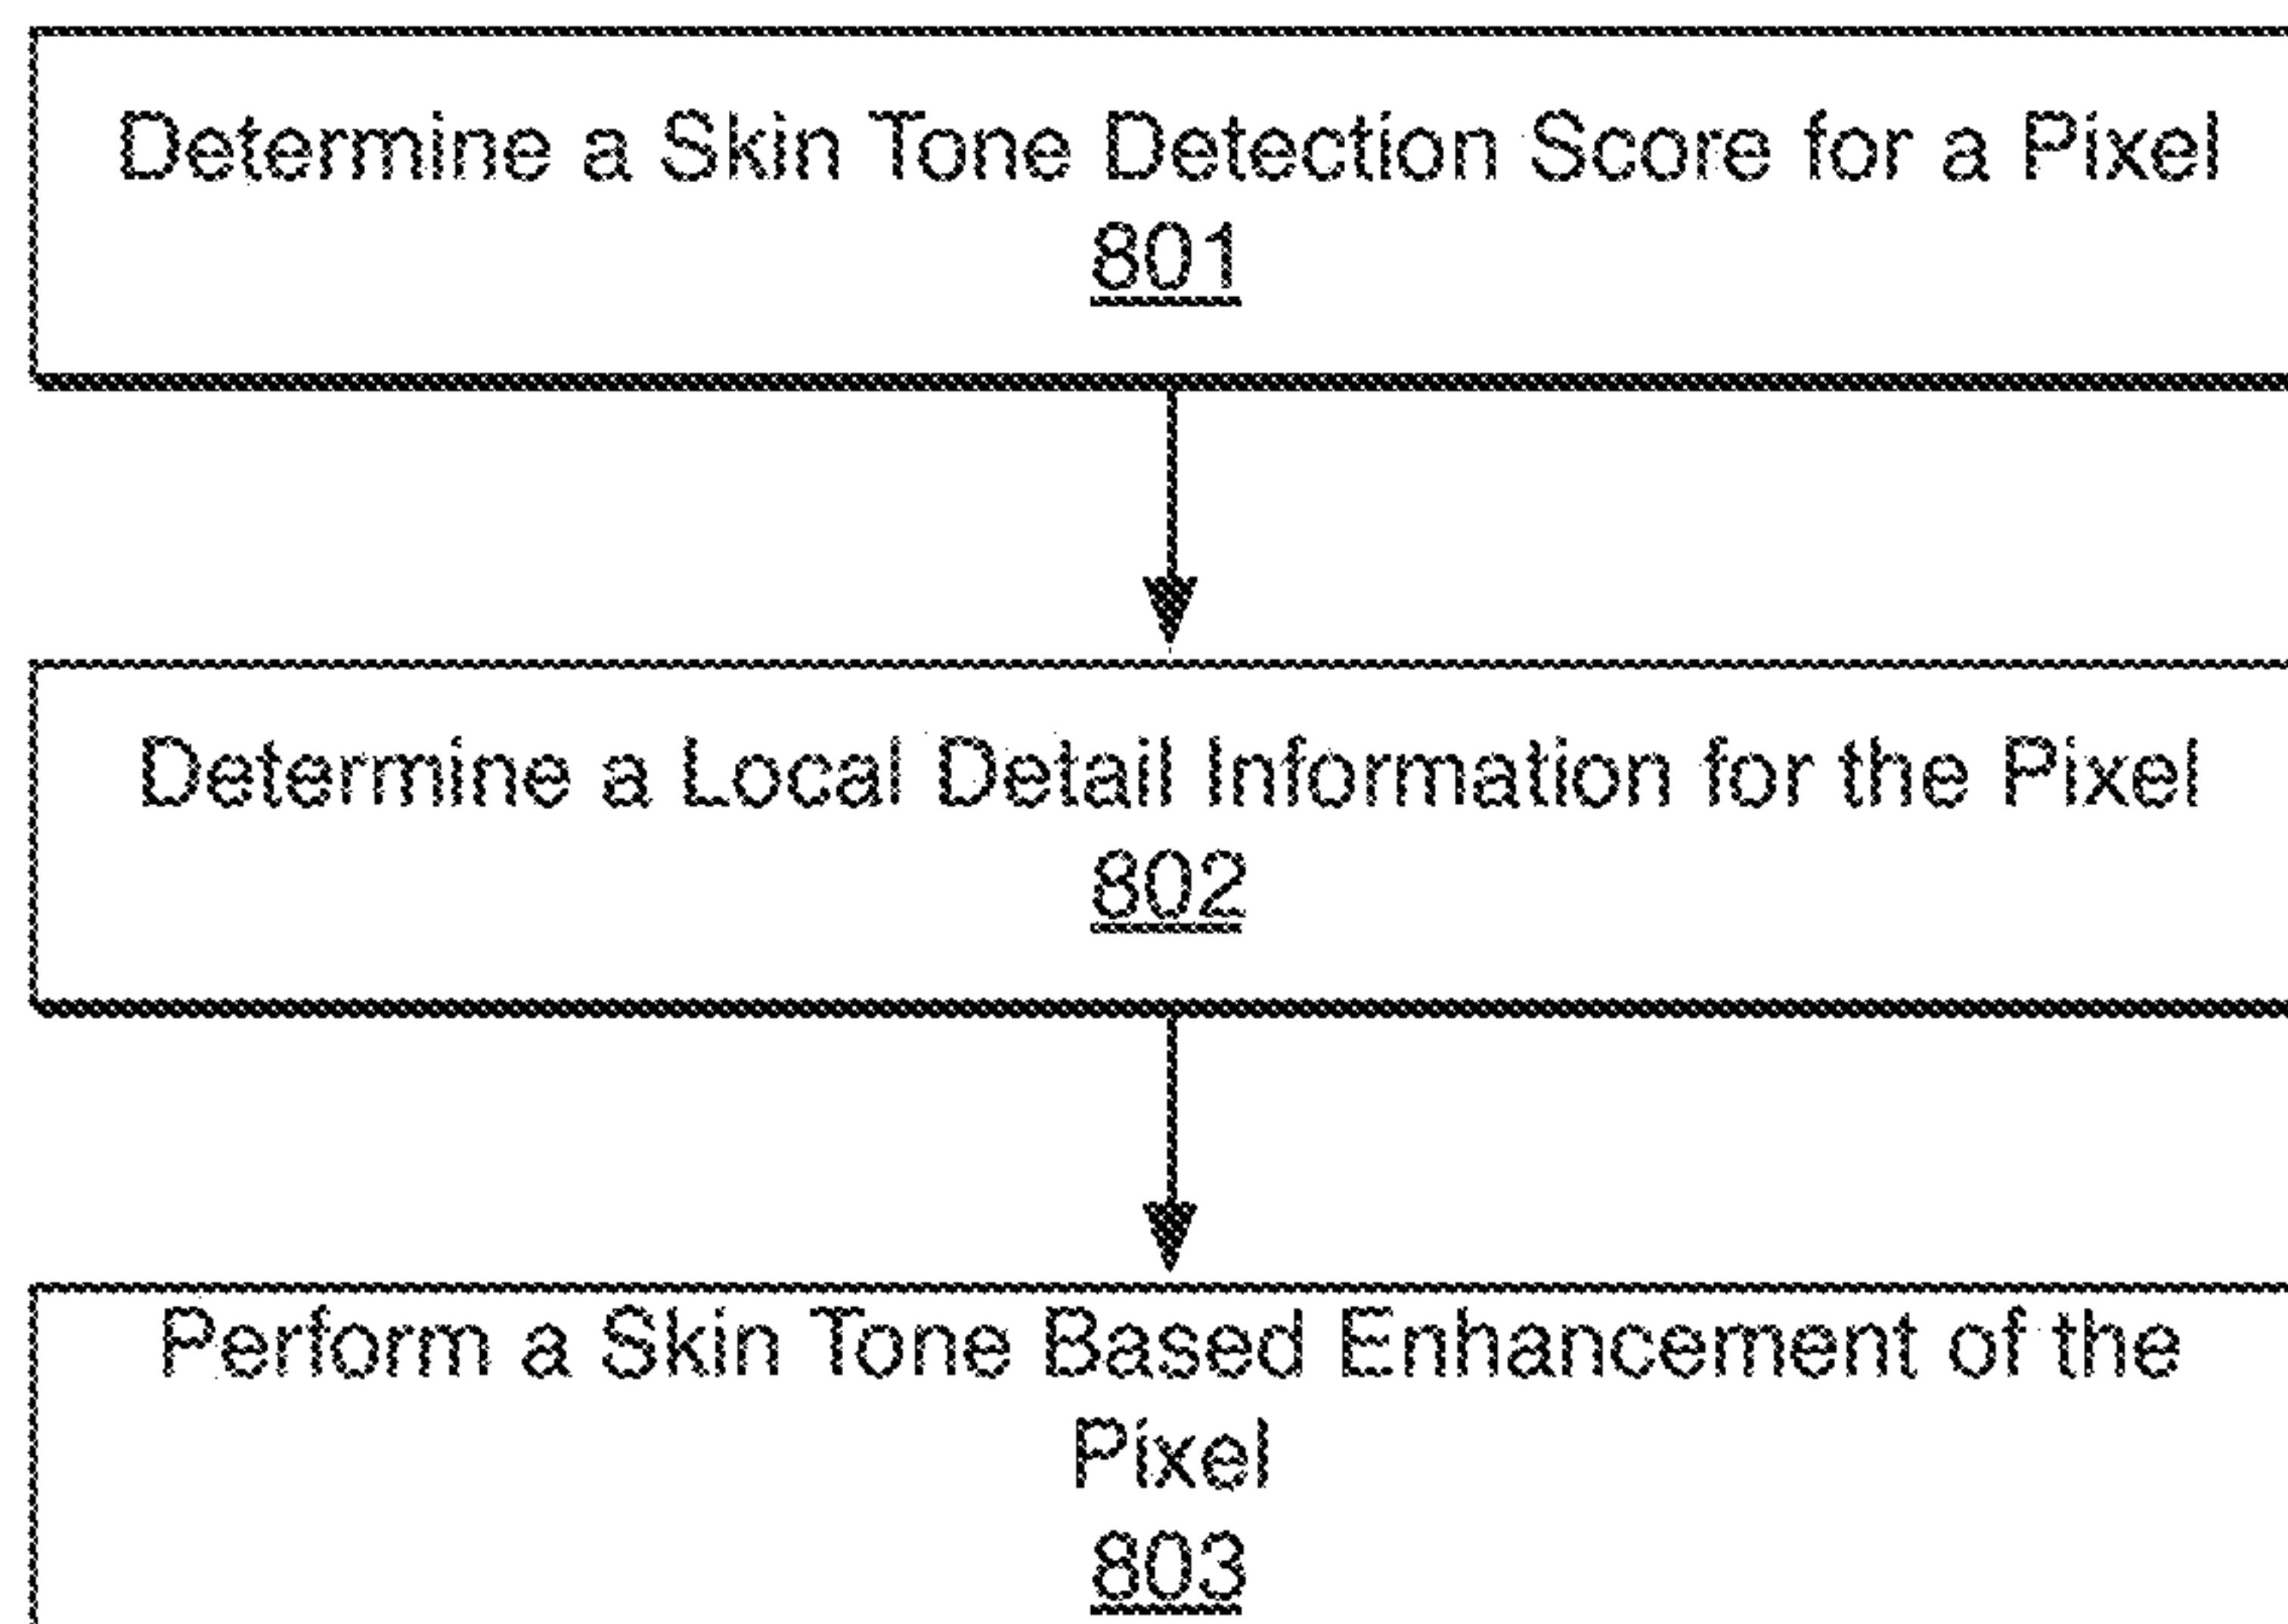 Determine a Skin Tone Detection Score for a Pixel
801
Determine a Local Detail Information for the Pixel
802
Perform a Skin Tone Based Enhancement of the
Pixel
803